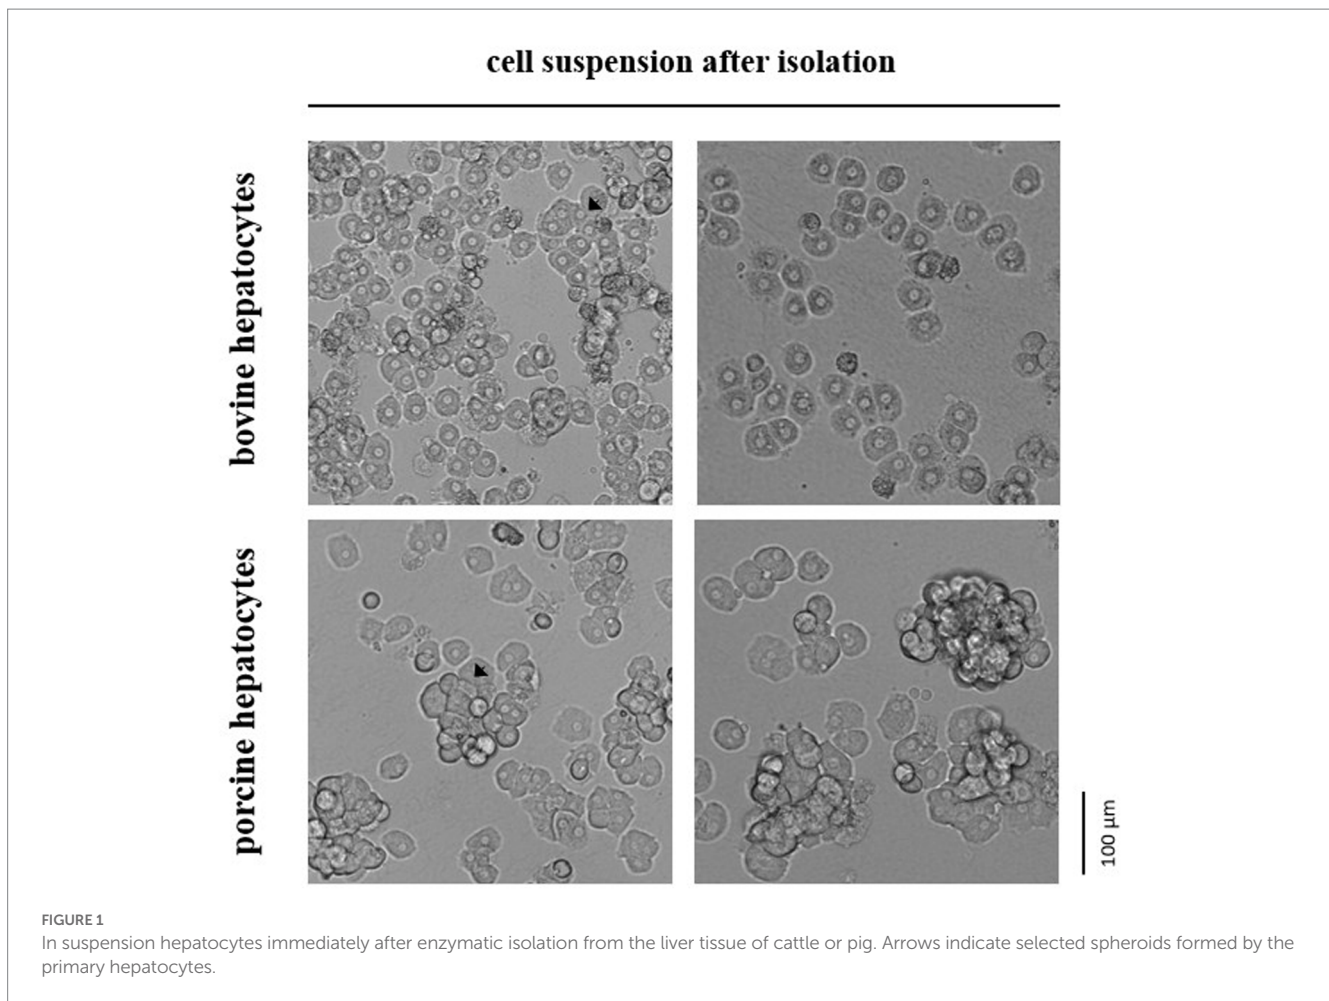 cell suspension after isolation
bovine hepatocytes
porcine hepatocytes
100 µm
FIGURE 1
In suspension hepatocytes immediately after enzymatic isolation from the liver tissue of cattle or pig. Arrows indicate selected spheroids formed by the
primary hepatocytes.